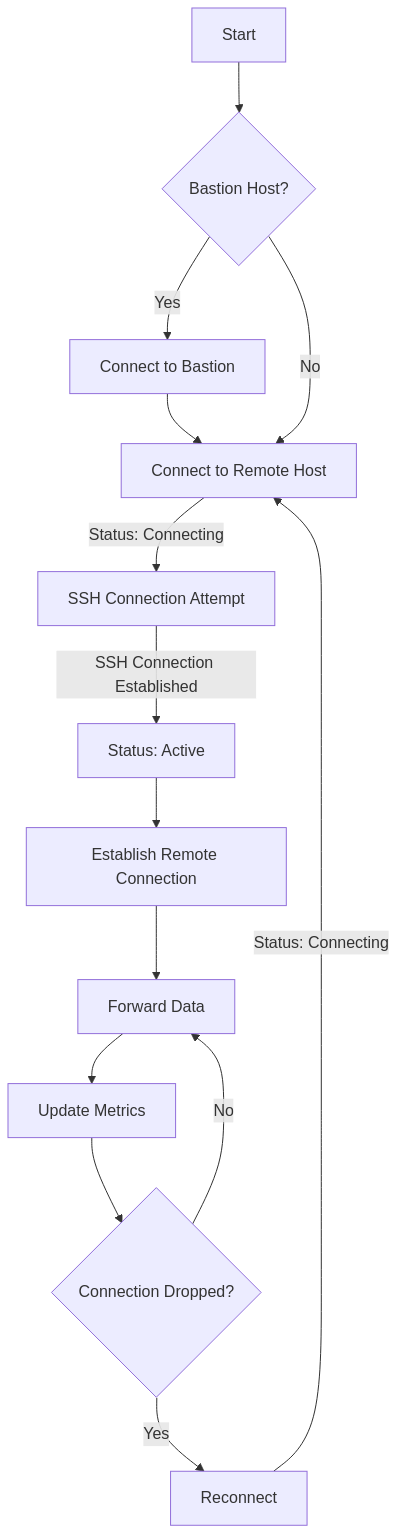 Start
Bastion Host?
Yes
No
Connect to Bastion
Connect to Remote Host
Status: Connecting
SSH Connection Attempt
SSH Connection
Established
Status: Active
Establish Remote
Connection
Status: Connecting
Forward Data
Update Metrics
No
Connection Dropped?
Yes
Reconnect